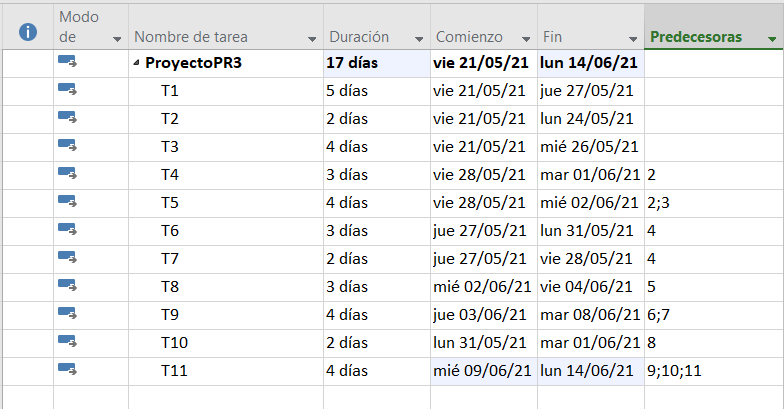 Modo de Nombre de tarea Duración Comienzo Fin Predecesoras
ProyectoPR3 17 días vie 21/05/21 lun 14/06/21
T1 5 días vie 21/05/21 jue 27/05/21
T2 2 días vie 21/05/21 lun 24/05/21
T3 4 días vie 21/05/21 mié 26/05/21
T4 3 días vie 28/05/21 mar 01/06/21 2
T5 4 días vie 28/05/21 mié 02/06/21 2;3
T6 3 días jue 27/05/21 lun 31/05/21 4
T7 2 días jue 27/05/21 vie 28/05/21 4
T8 3 días mié 02/06/21 vie 04/06/21 5
T9 4 días jue 03/06/21 mar 08/06/21 6;7
T10 2 días lun 31/05/21 mar 01/06/21 8
T11 4 días mié 09/06/21 lun 14/06/21 9;10;11